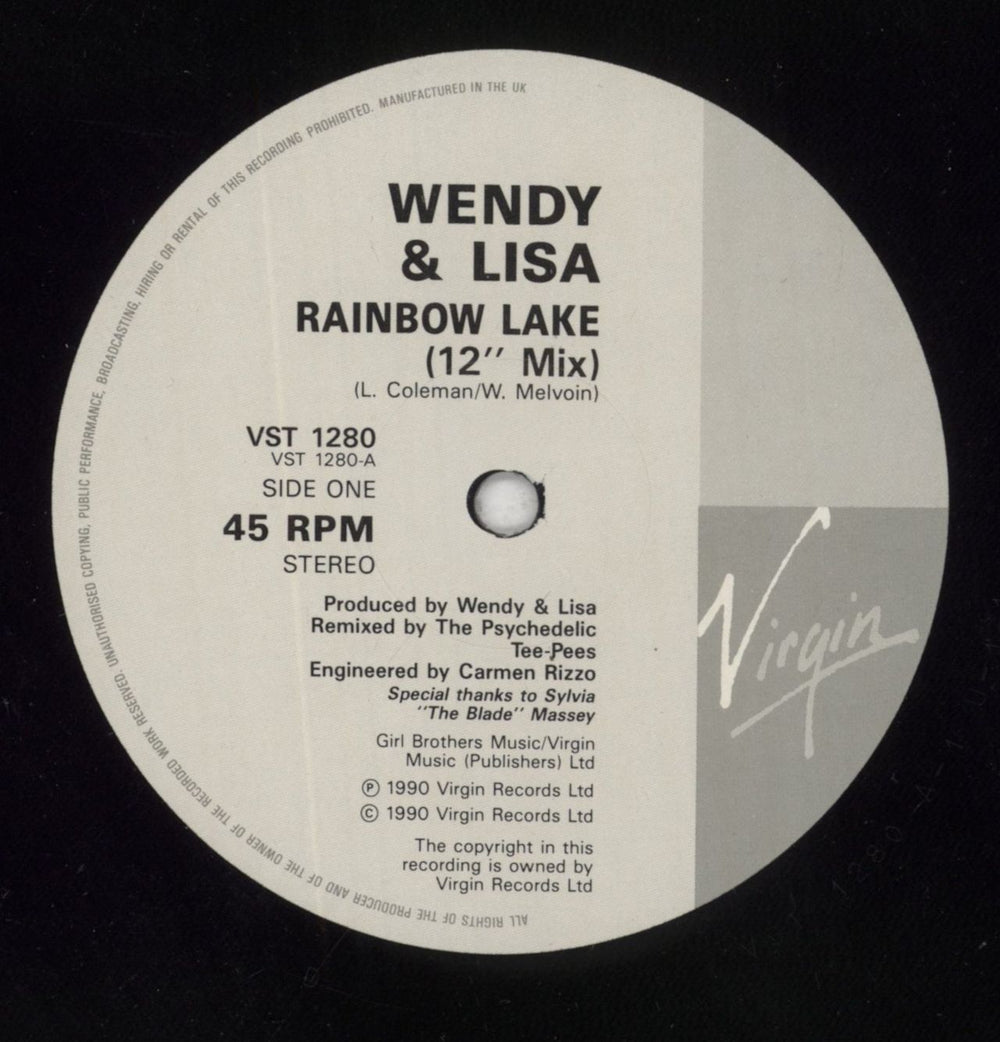 WENDY
& LISA
RAINBOW LAKE
(12" Mix)
(L. Coleman/W. Melvoin)
VST 1280
VST 1280-A
SIDE ONE
45 RPM
STEREO
Produced by Wendy & Lisa
Remixed by The Psychedelic
Tee-Pees
Engineered by Carmen Rizzo
Special thanks to Sylvia
"The Blade" Massey
Girl Brothers Music/Virgin
Music (Publishers) Ltd
Ⓟ 1990 Virgin Records Ltd
© 1990 Virgin Records Ltd
The copyright in this
recording is owned by
Virgin Records Ltd
Virgin
ALL RIGHTS OF THE PRODUCER AND OF THE OWNER OF THE RECORDED WORK RESERVED. UNAUTHORISED COPYING, PUBLIC PERFORMANCE, BROADCASTING, HIRING OR RENTAL OF THIS RECORDING PROHIBITED. MANUFACTURED IN THE UK